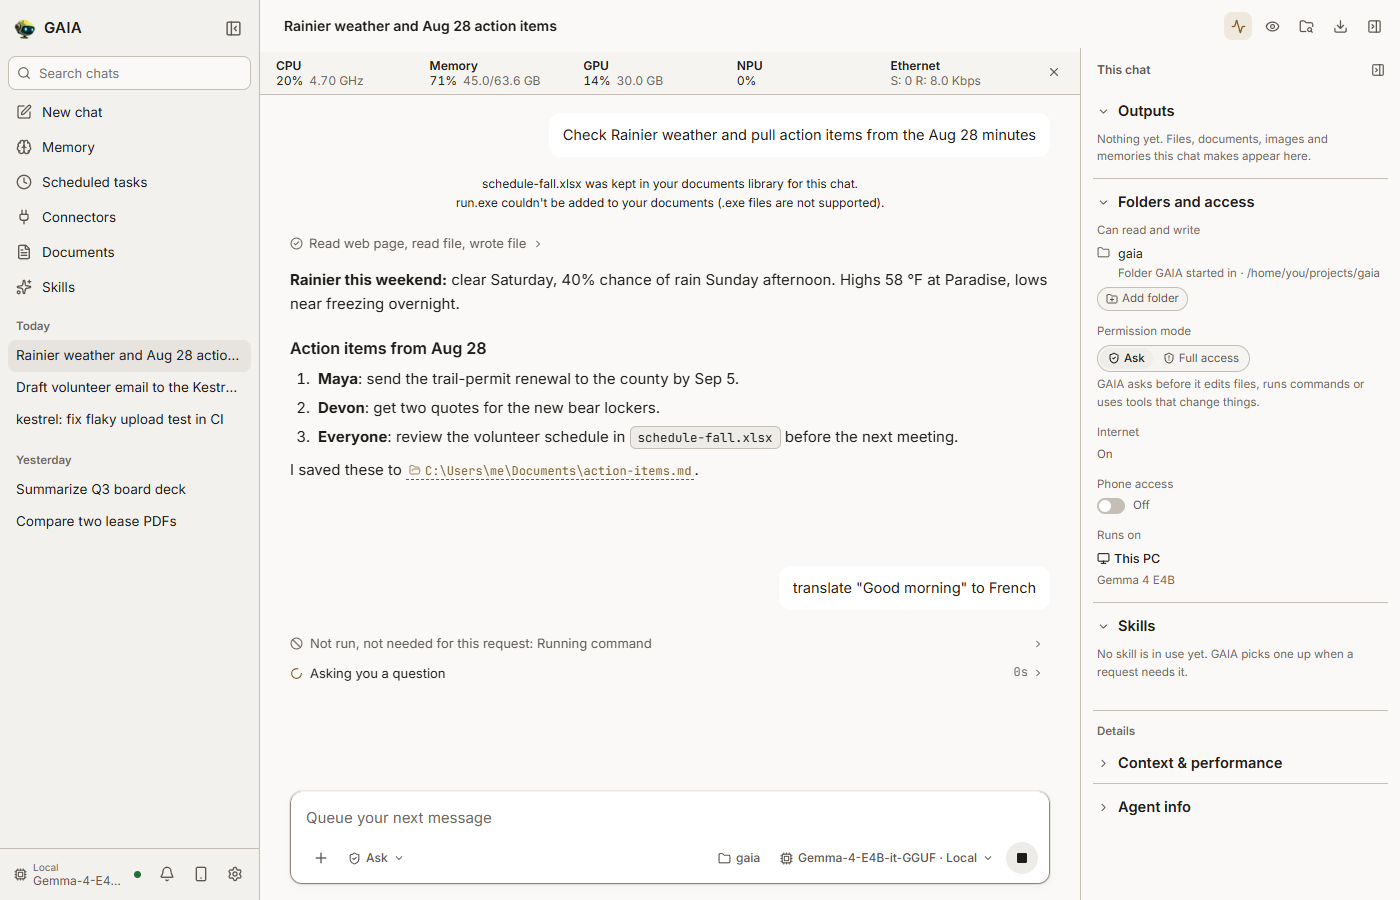 GAIA
Search chats
New chat
Memory
Scheduled tasks
Connectors
Documents
Skills
Today
Rainier weather and Aug 28 actio...
Draft volunteer email to the Kestr...
kestrel: fix flaky upload test in CI
Yesterday
Summarize Q3 board deck
Compare two lease PDFs
Local
Gemma-4-E4...
Rainier weather and Aug 28 action items
CPU
20% 4.70 GHz
Memory
71% 45.0/63.6 GB
GPU
14% 30.0 GB
NPU
0%
Ethernet
S: 0 R: 8.0 Kbps
Check Rainier weather and pull action items from the Aug 28 minutes
schedule-fall.xlsx was kept in your documents library for this chat.
run.exe couldn't be added to your documents (.exe files are not supported).
Read web page, read file, wrote file
Rainier this weekend: clear Saturday, 40% chance of rain Sunday afternoon. Highs 58 °F at Paradise, lows
near freezing overnight.
Action items from Aug 28
1. Maya: send the trail-permit renewal to the county by Sep 5.
2. Devon: get two quotes for the new bear lockers.
3. Everyone: review the volunteer schedule in schedule-fall.xlsx before the next meeting.
I saved these to C:\Users\me\Documents\action-items.md.
translate "Good morning" to French
Not run, not needed for this request: Running command
Asking you a question 0s
Queue your next message
Ask
gaia
Gemma-4-E4B-it-GGUF · Local
This chat
Outputs
Nothing yet. Files, documents, images and
memories this chat makes appear here.
Folders and access
Can read and write
gaia
Folder GAIA started in · /home/you/projects/gaia
Add folder
Permission mode
Ask
Full access
GAIA asks before it edits files, runs commands or
uses tools that change things.
Internet
On
Phone access
Off
Runs on
This PC
Gemma 4 E4B
Skills
No skill is in use yet. GAIA picks one up when a
request needs it.
Details
Context & performance
Agent info